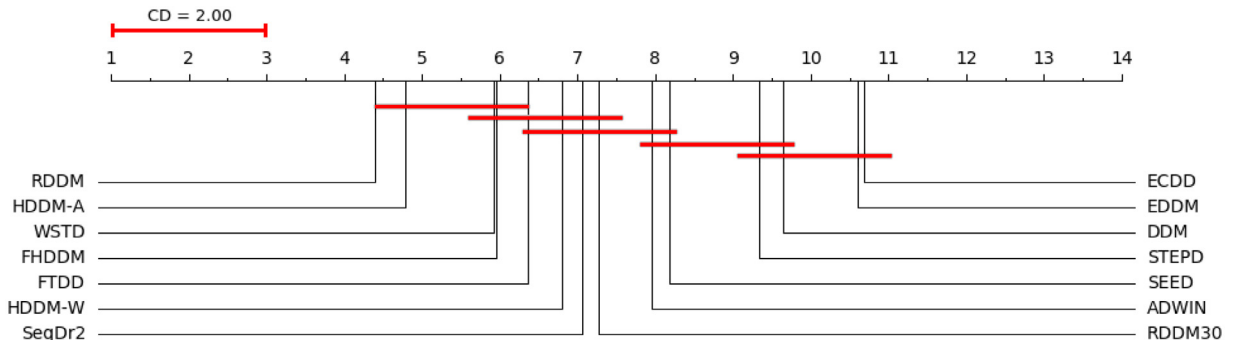 CD = 2.00
1 2 3 4 5 6 7 8 9 10 11 12 13 14
RDDM ECDD
HDDM-A EDDM
WSTD DDM
FHDDM STEPD
FTDD SEED
HDDM-W ADWIN
SeqDr2 RDDM30